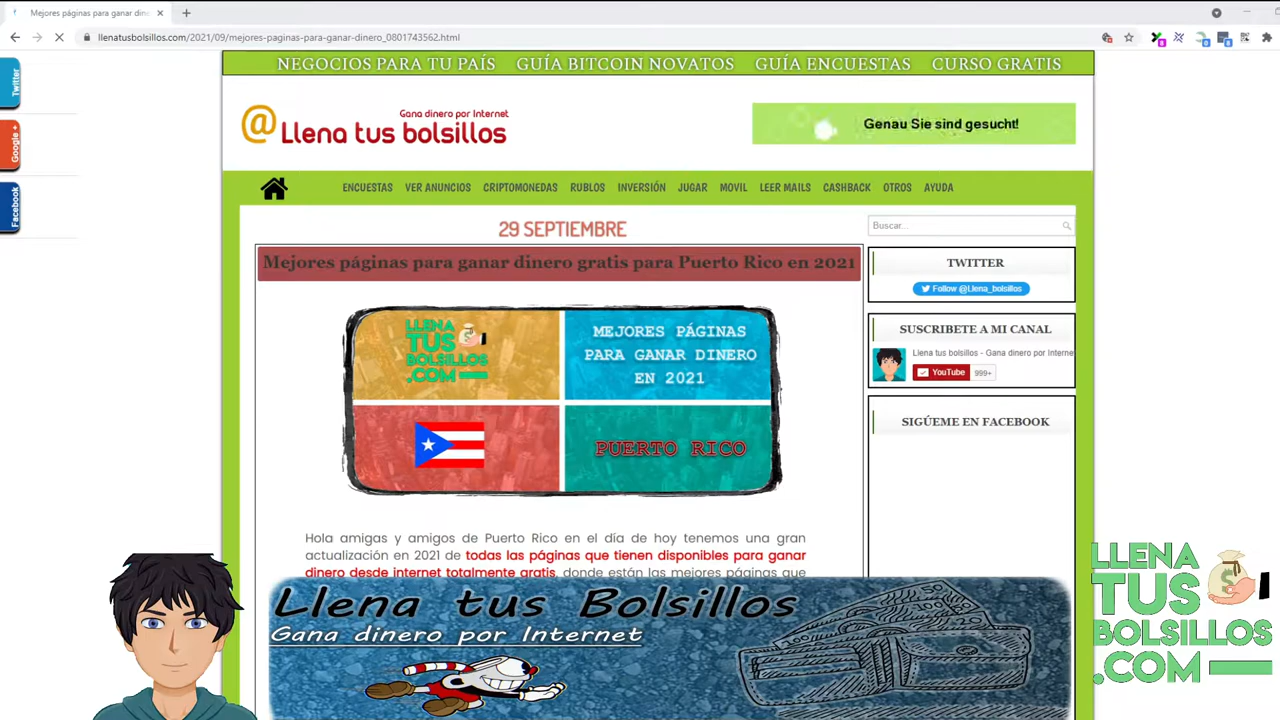 Mejores páginas para ganar dine
llenatusbolsillos.com/2021/09/mejores-paginas-para-ganar-dinero_0801743562.html
NEGOCIOS PARA TU PAÍS GUÍA BITCOIN NOVATOS GUÍA ENCUESTAS CURSO GRATIS
Twitter
Google +
Facebook
Gana dinero por Internet
@Llena tus bolsillos
Genau Sie sind gesucht!
ENCUESTAS VER ANUNCIOS CRIPTOMONEDAS RUBLOS INVERSIÓN JUGAR MOVIL LEER MAILS CASHBACK OTROS AYUDA
29 SEPTIEMBRE
Buscar...
Mejores páginas para ganar dinero gratis para Puerto Rico en 2021
TWITTER
Follow @Llena_bolsillos
SUSCRIBETE A MI CANAL
Llena tus bolsillos - Gana dinero por Interne
YouTube 999+
SIGÚEME EN FACEBOOK
LLENA
TUS
BOLSILLOS
.COM
MEJORES PÁGINAS
PARA GANAR DINERO
EN 2021
PUERTO RICO
Hola amigas y amigos de Puerto Rico en el día de hoy tenemos una gran
actualización en 2021 de todas las páginas que tienen disponibles para ganar
dinero desde internet totalmente gratis, donde están las mejores páginas que
Llena tus Bolsillos
Gana dinero por Internet
LLENA
TUS
BOLSILLOS
.COM